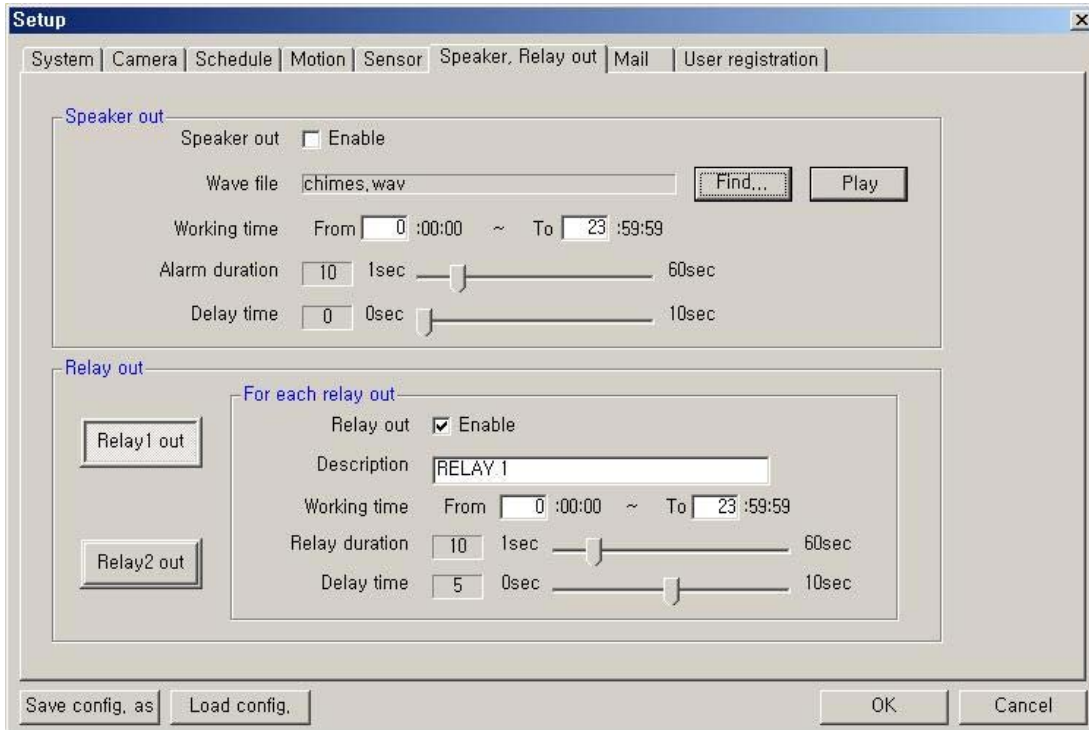 Setup
System Camera Schedule Motion Sensor Speaker, Relay out Mail User registration
Speaker out
Speaker out Enable
Wave file chimes.wav Find... Play
Working time From 0 :00:00 ~ To 23 :59:59
Alarm duration 10 1sec 60sec
Delay time 0 0sec 10sec
Relay out
For each relay out
Relay1 out
Relay out Enable
Description RELAY 1
Working time From 0 :00:00 ~ To 23 :59:59
Relay2 out
Relay duration 10 1sec 60sec
Delay time 5 0sec 10sec
Save config. as Load config. OK Cancel